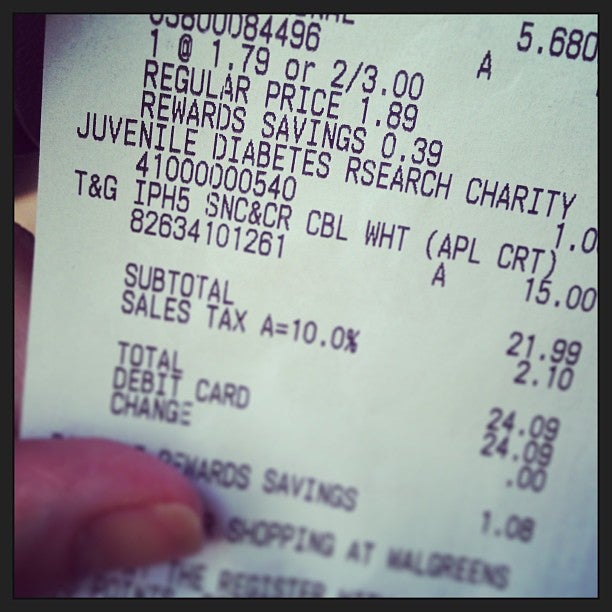 03800084496 5.680
1 @ 1.79 or 2/3.00 A
REGULAR PRICE 1.89
REWARDS SAVINGS 0.39
JUVENILE DIABETES RSEARCH CHARITY
41000000540 1.0
T&G IPH5 SNC&CR CBL WHT (APL CRT)
82634101261 A 15.00
SUBTOTAL 21.99
SALES TAX A=10.0% 2.10
TOTAL 24.09
DEBIT CARD 24.09
CHANGE .00
REWARDS SAVINGS 1.08
SHOPPING AT WALGREENS
THE REGISTER